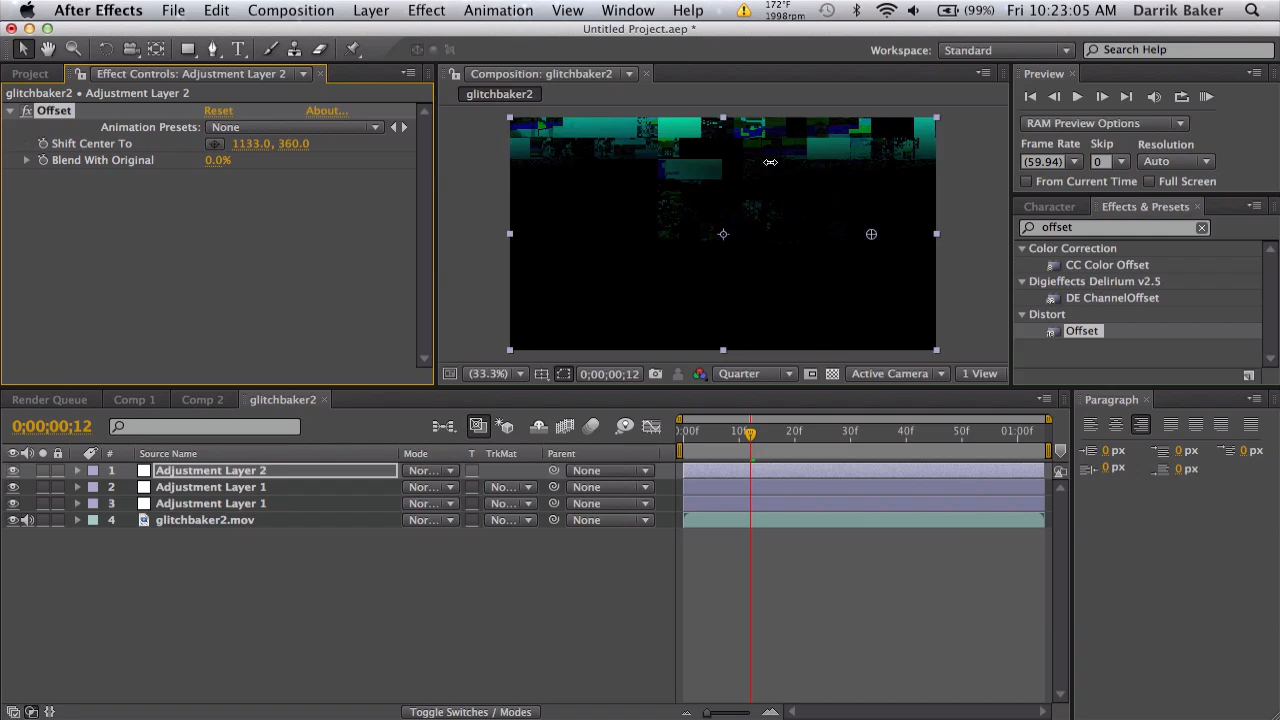 After Effects File Edit Composition Layer Effect Animation View Window Help 172°F 1998rpm (99%) Fri 10:23:05 AM Darrik Baker
Untitled Project.aep *
T Workspace: Standard Search Help
Project Effect Controls: Adjustment Layer 2 Composition: glitchbaker2 Preview
glitchbaker2 • Adjustment Layer 2 glitchbaker2
fx Offset Reset About...
Animation Presets: None RAM Preview Options
Shift Center To 1133.0, 360.0 Frame Rate Skip Resolution
Blend With Original 0.0% (59.94) 0 Auto
From Current Time Full Screen
Character Effects & Presets
offset
Color Correction
CC Color Offset
Digieffects Delirium v2.5
DE ChannelOffset
Distort
Offset
(33.3%) 0;00;00;12 Quarter Active Camera 1 View
Render Queue Comp 1 Comp 2 glitchbaker2 Paragraph
0;00;00;12 :00f 10f 20f 30f 40f 50f 01:00f
# Source Name Mode T TrkMat Parent 0 px 0 px 0 px
1 Adjustment Layer 2 Nor... None 0 px 0 px
2 Adjustment Layer 1 Nor... No... None
3 Adjustment Layer 1 Nor... No... None
4 glitchbaker2.mov Nor... No... None
Toggle Switches / Modes